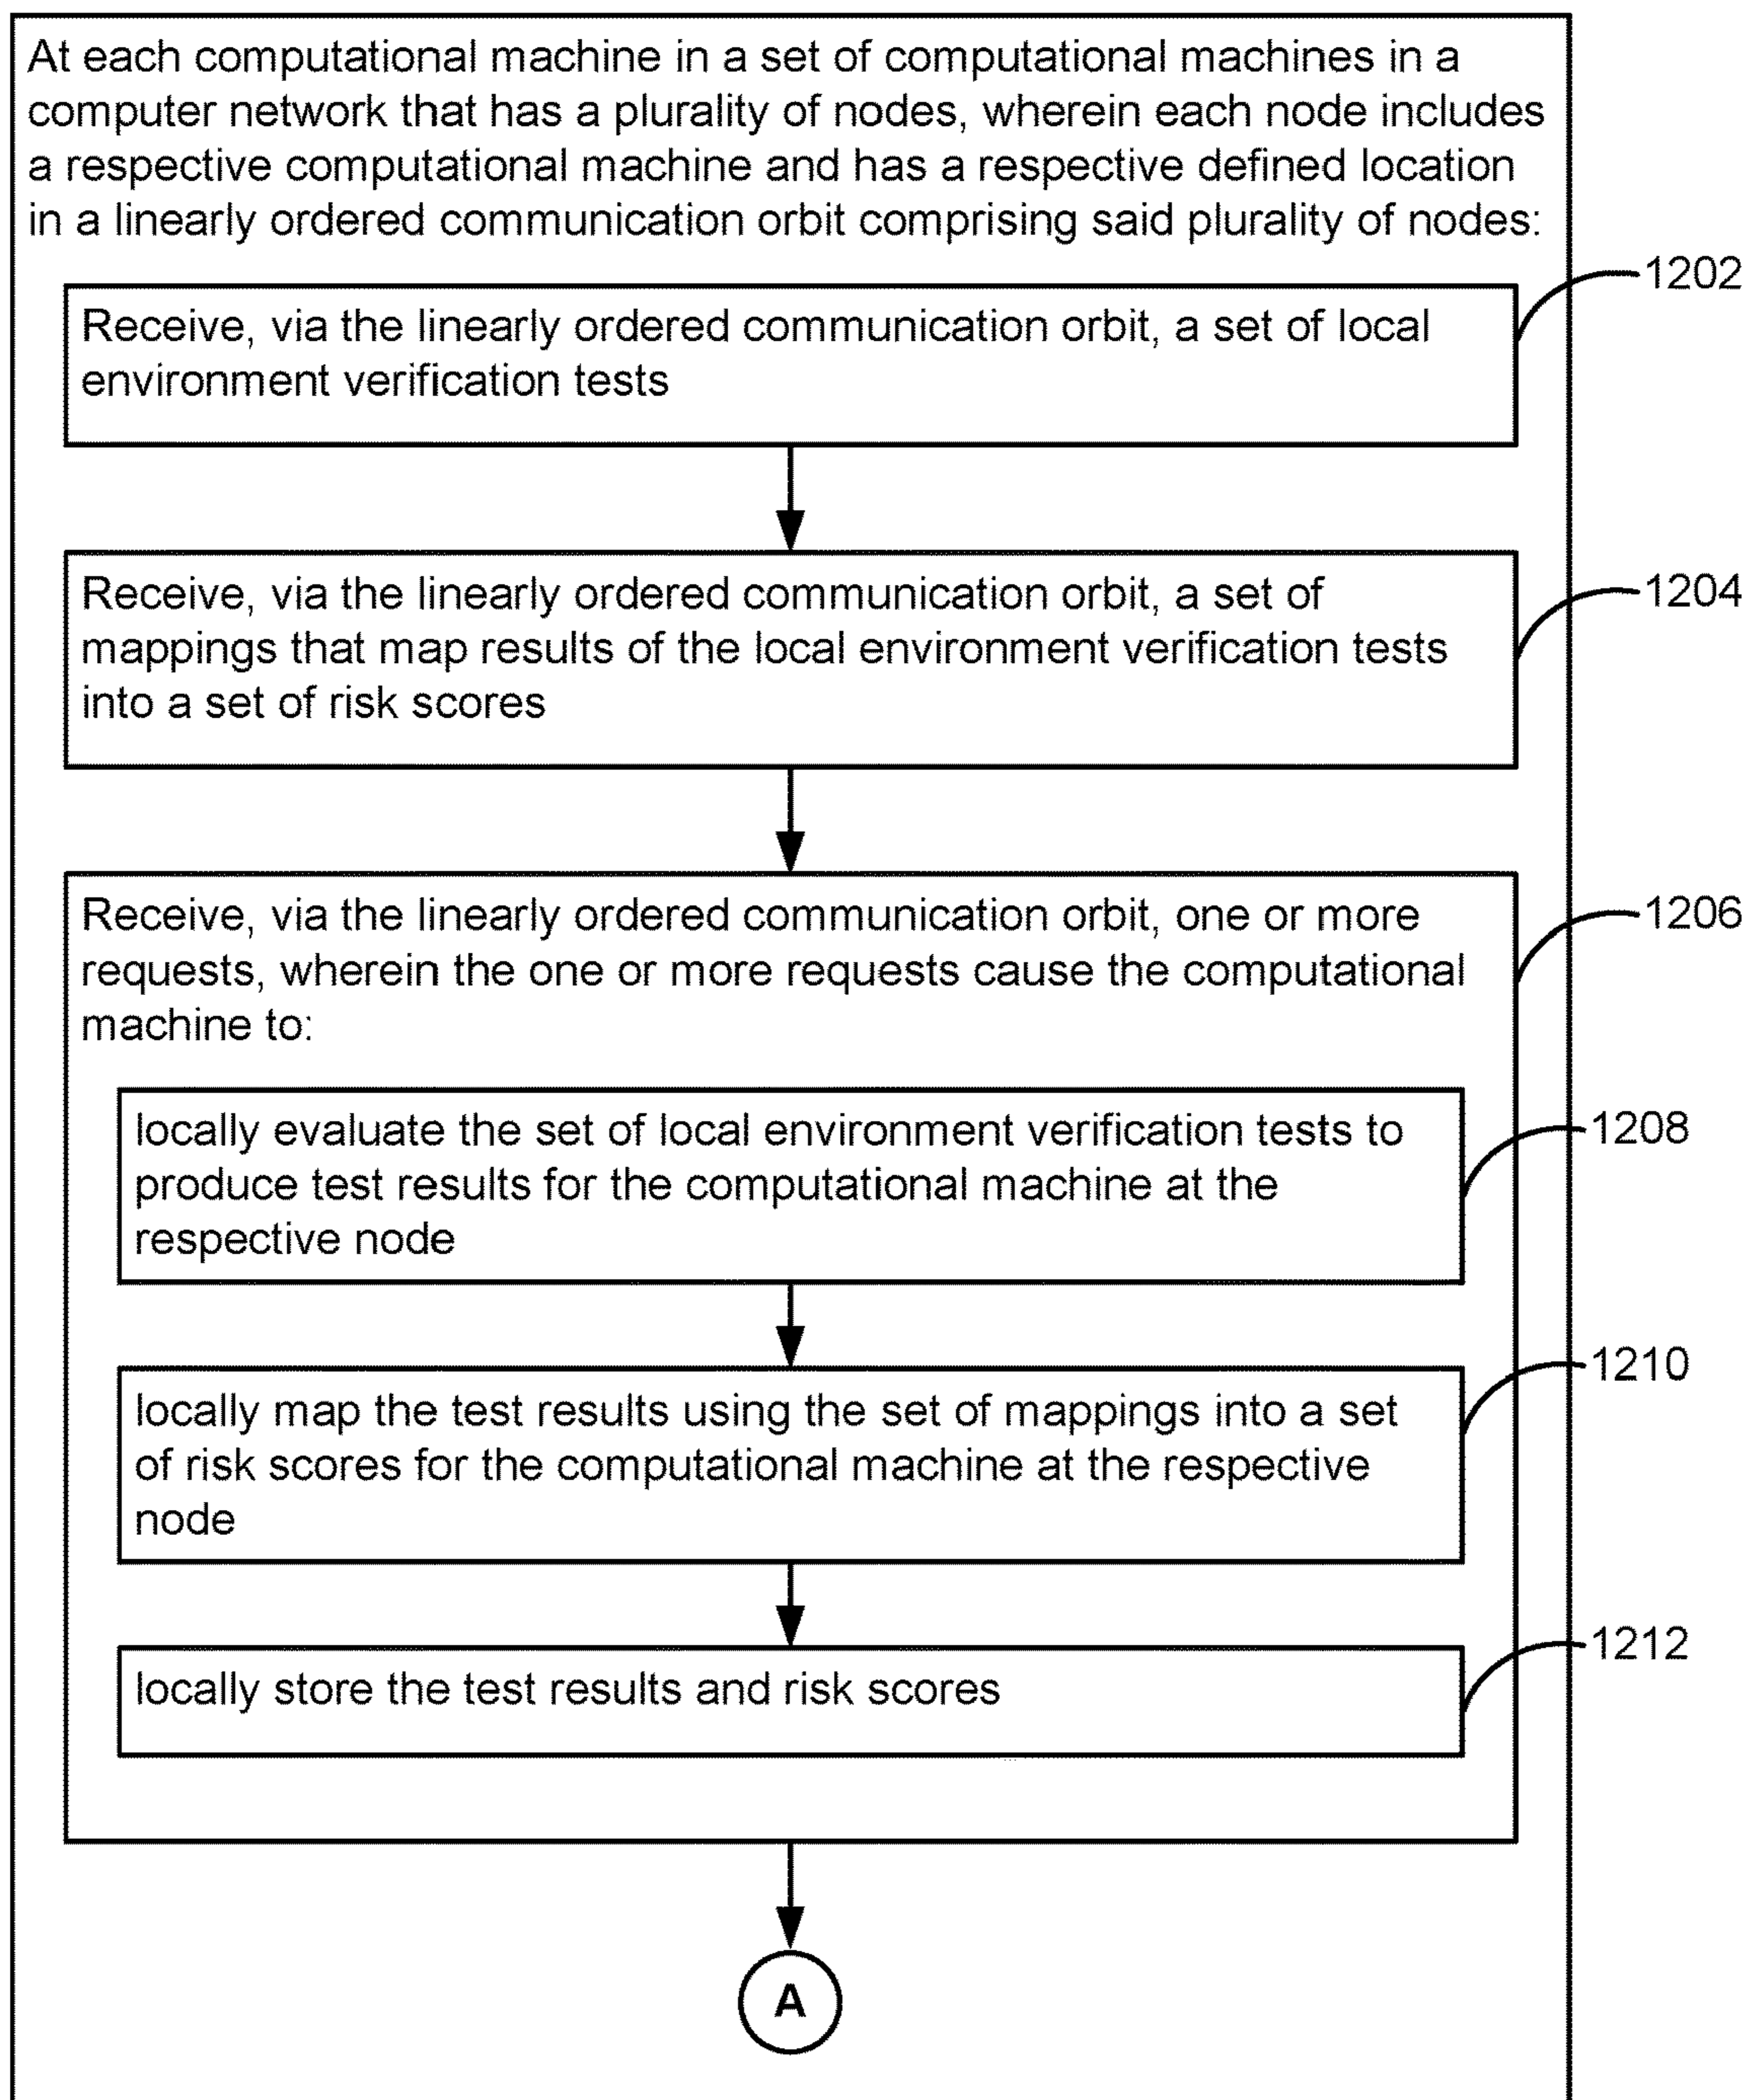 At each computational machine in a set of computational machines in a
computer network that has a plurality of nodes, wherein each node includes
a respective computational machine and has a respective defined location
in a linearly ordered communication orbit comprising said plurality of nodes:
1202
Receive, via the linearly ordered communication orbit, a set of local
environment verification tests
1204
Receive, via the linearly ordered communication orbit, a set of
mappings that map results of the local environment verification tests
into a set of risk scores
1206
Receive, via the linearly ordered communication orbit, one or more
requests, wherein the one or more requests cause the computational
machine to:
1208
locally evaluate the set of local environment verification tests to
produce test results for the computational machine at the
respective node
1210
locally map the test results using the set of mappings into a set
of risk scores for the computational machine at the respective
node
1212
locally store the test results and risk scores
A